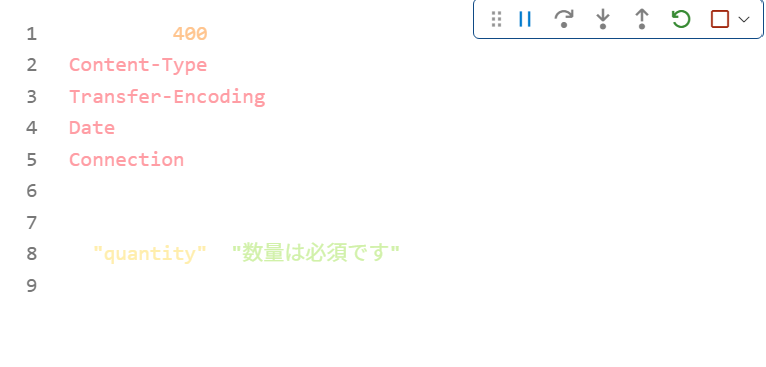 1 400
2 Content-Type
3 Transfer-Encoding
4 Date
5 Connection
6
7
8 "quantity" "数量は必須です"
9